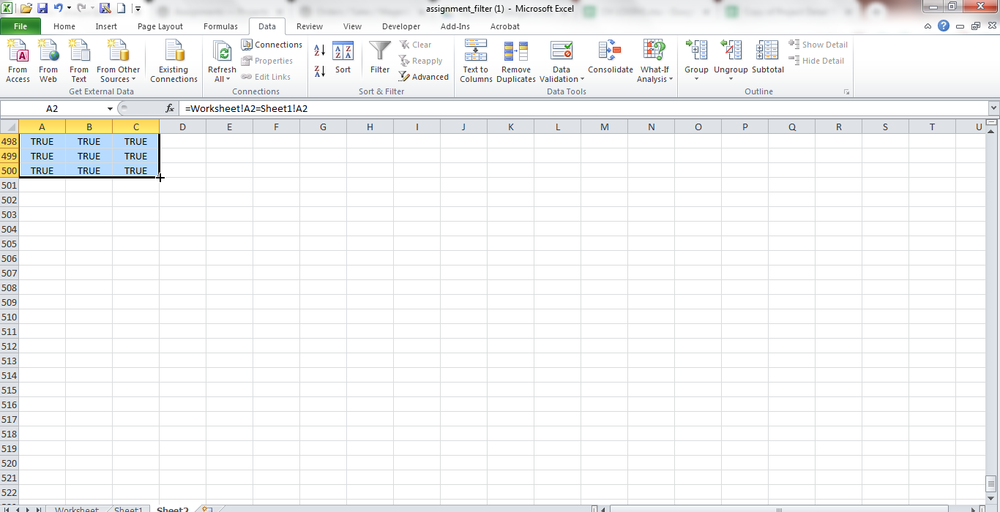 assignment_filter (1) - Microsoft Excel
File Home Insert Page Layout Formulas Data Review View Developer Add-Ins Acrobat
From Access
From Web
From Text
From Other Sources
Existing Connections
Get External Data
Refresh All
Connections
Properties
Edit Links
Connections
Sort
Filter
Clear
Reapply
Advanced
Sort & Filter
Text to Columns
Remove Duplicates
Data Validation
Consolidate
What-If Analysis
Data Tools
Group
Ungroup
Subtotal
Show Detail
Hide Detail
Outline
A2 fx =Worksheet!A2=Sheet1!A2
A B C D E F G H I J K L M N O P Q R S T U
498 TRUE TRUE TRUE
499 TRUE TRUE TRUE
500 TRUE TRUE TRUE
501
502
503
504
505
506
507
508
509
510
511
512
513
514
515
516
517
518
519
520
521
522
Worksheet Sheet1 Sheet2